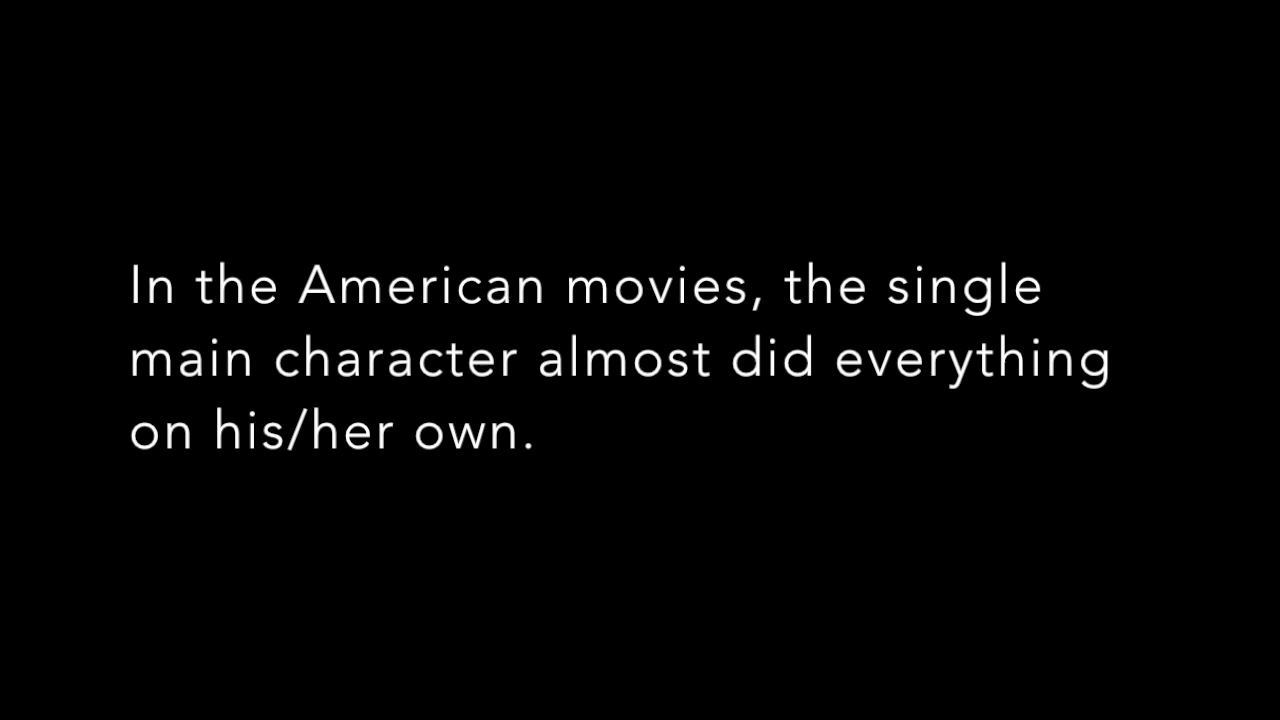 In the American movies, the single
main character almost did everything
on his/her own.